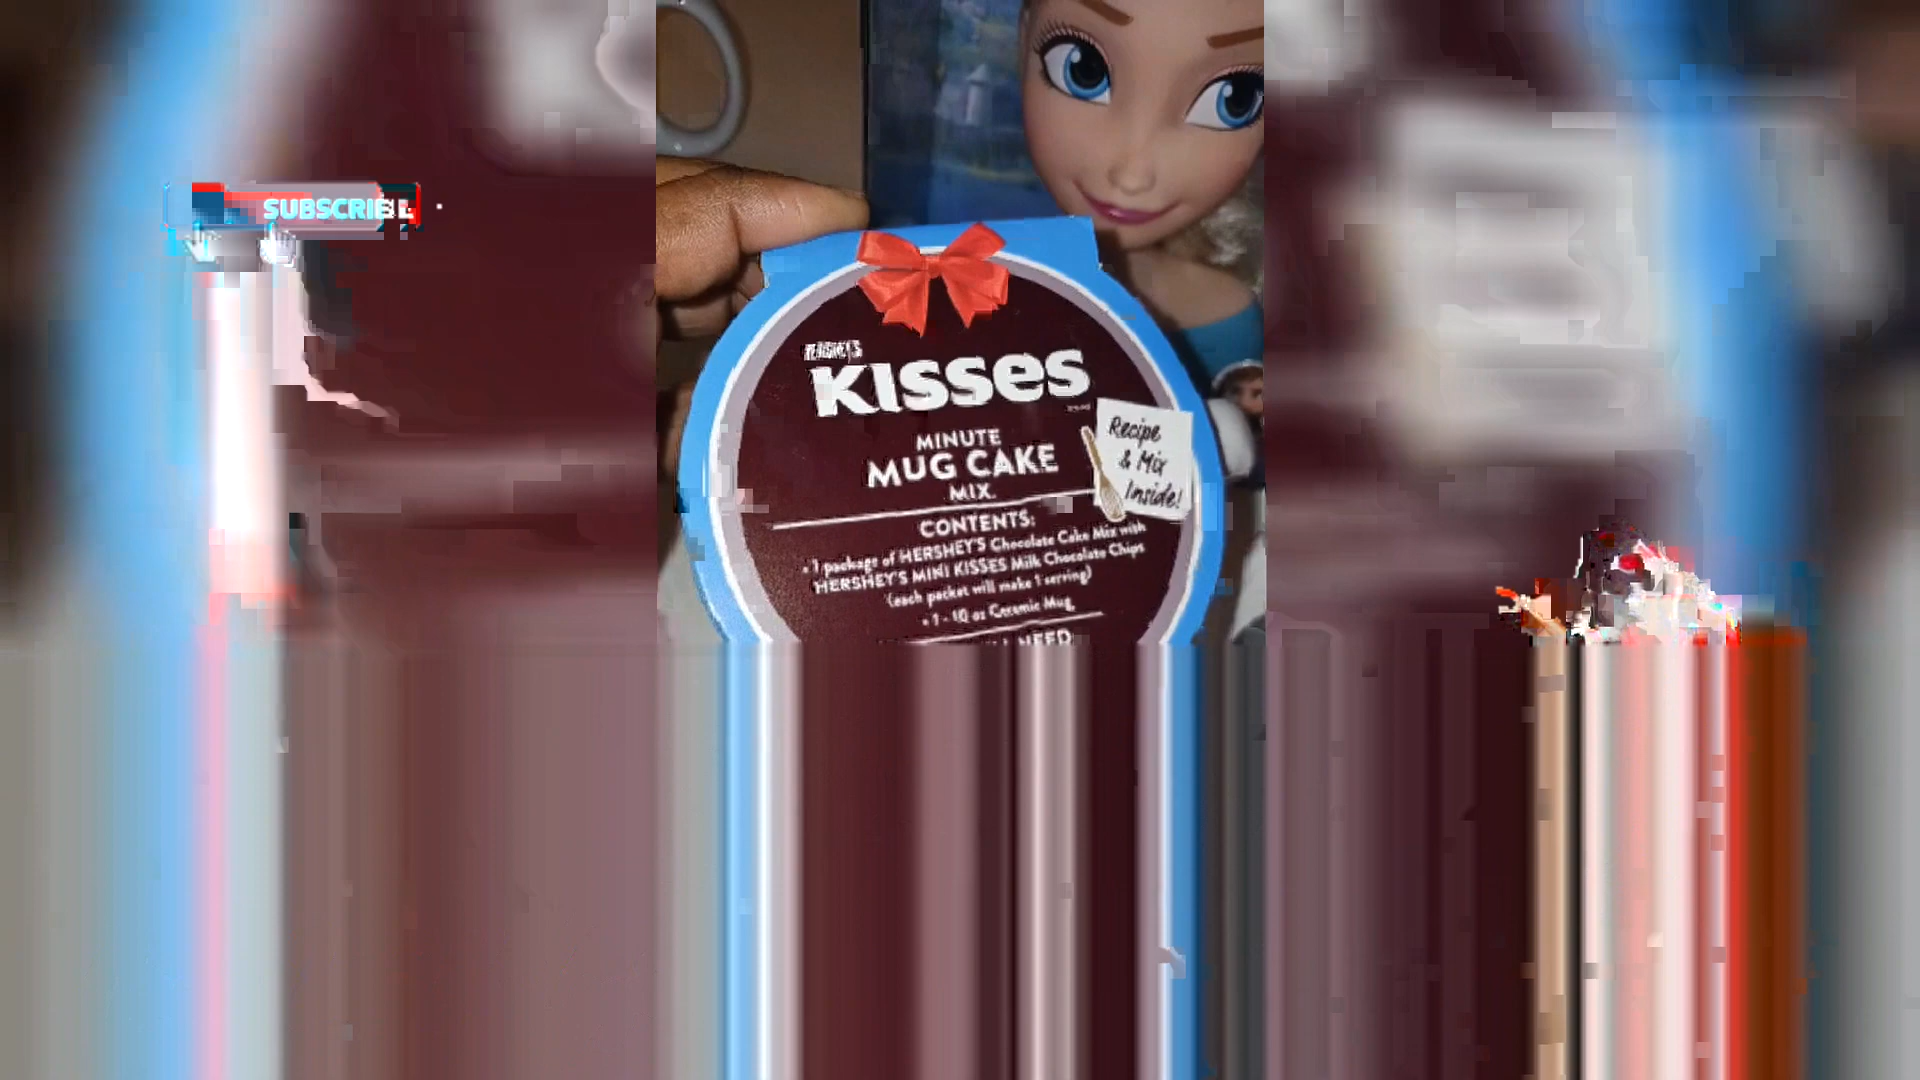 SUBSCRIBE
HERSHEY'S
KISSES
MINUTE
MUG CAKE
MIX
Recipe
& Mix
Inside!
CONTENTS:
• 1 package of HERSHEY'S Chocolate Cake Mix with
HERSHEY'S MINI KISSES Milk Chocolate Chips
(each packet will make 1 serving)
• 1 - 10 oz Ceramic Mug
NEED